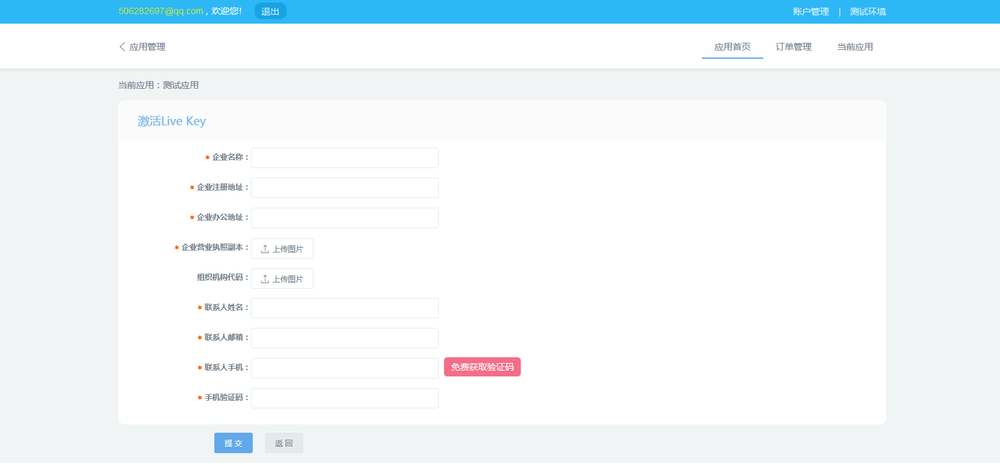 506282697@qq.com，欢迎您! 退出 账户管理 | 测试环境
应用管理 应用首页 订单管理 当前应用
当前应用：测试应用
激活Live Key
* 企业名称：
* 企业注册地址：
* 企业办公地址：
* 企业营业执照副本： 上传图片
组织机构代码： 上传图片
* 联系人姓名：
* 联系人邮箱：
* 联系人手机： 免费获取验证码
* 手机验证码：
提 交 返 回